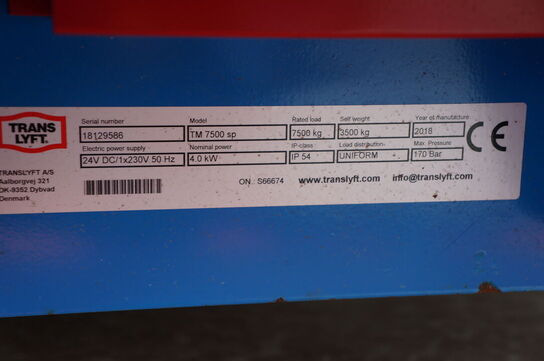 TRANS
LYFT.
Serial number Model Rated load Self weight Year of manufacture
18129586 TM 7500 sp 7500 kg 3500 kg 2018
Electric power supply Nominal power IP-class Load distribution Max. Pressure
24V DC/1x230V 50 Hz 4.0 kW IP 54 UNIFORM 170 Bar
CE
TRANSLYFT A/S
Aalborgvej 321
DK-9352 Dybvad
Denmark
ON.: S66674 www.translyft.com info@translyft.com